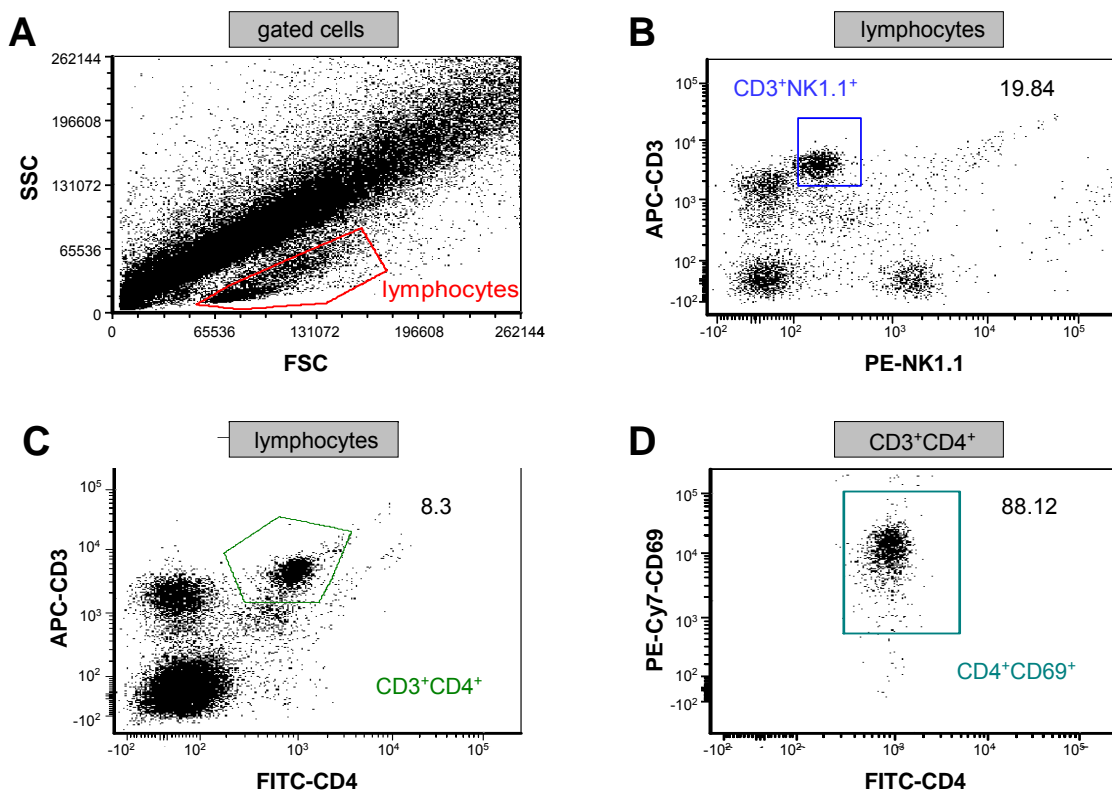 A
gated cells
262144
196608
131072
65536
0
SSC
lymphocytes
0 65536 131072 196608 262144
FSC
B
lymphocytes
CD3⁺NK1.1⁺
19.84
10⁵
10⁴
10³
10²
-10²
APC-CD3
-10² 10² 10³ 10⁴ 10⁵
PE-NK1.1
C
lymphocytes
8.3
10⁵
10⁴
10³
10²
-10²
APC-CD3
CD3⁺CD4⁺
-10² 10² 10³ 10⁴ 10⁵
FITC-CD4
D
CD3⁺CD4⁺
88.12
10⁵
10⁴
10³
10²
-10²
PE-Cy7-CD69
CD4⁺CD69⁺
-10² 10² 10³ 10⁴ 10⁵
FITC-CD4